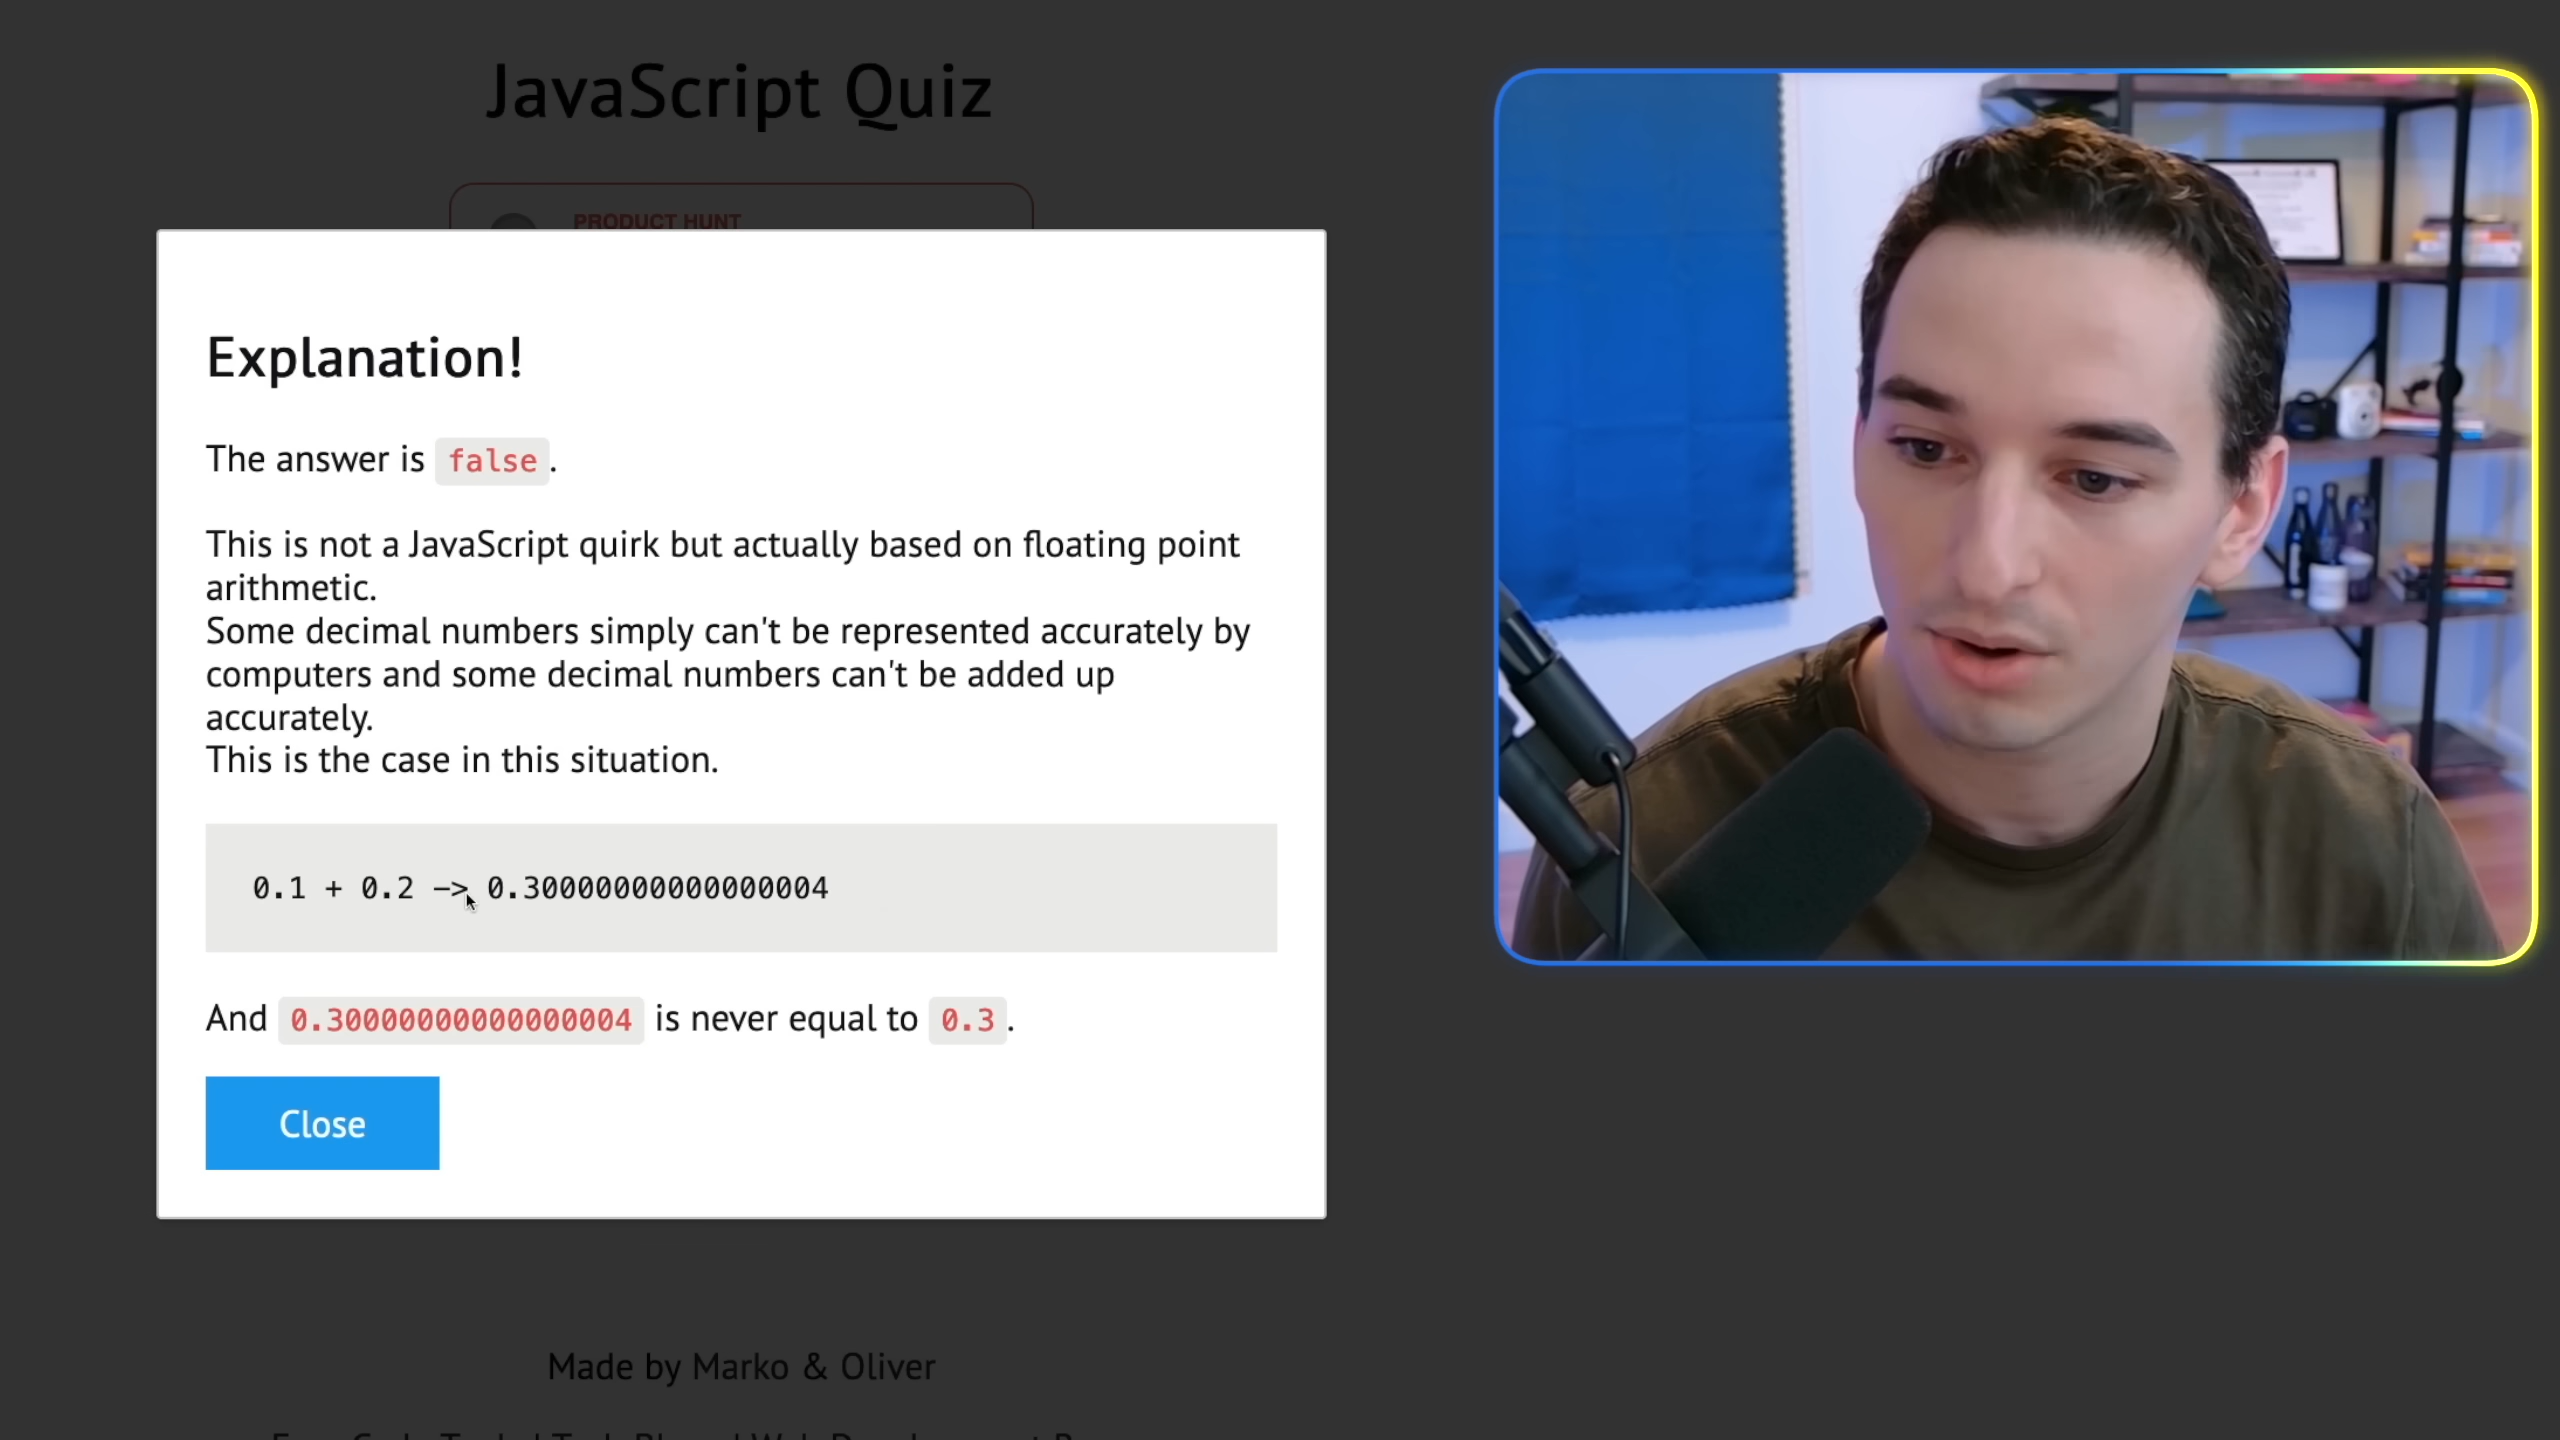 JavaScript Quiz
PRODUCT HUNT
Explanation!
The answer is false.
This is not a JavaScript quirk but actually based on floating point
arithmetic.
Some decimal numbers simply can't be represented accurately by
computers and some decimal numbers can't be added up
accurately.
This is the case in this situation.
0.1 + 0.2 —> 0.30000000000000004
And 0.30000000000000004 is never equal to 0.3.
Close
Made by Marko & Oliver